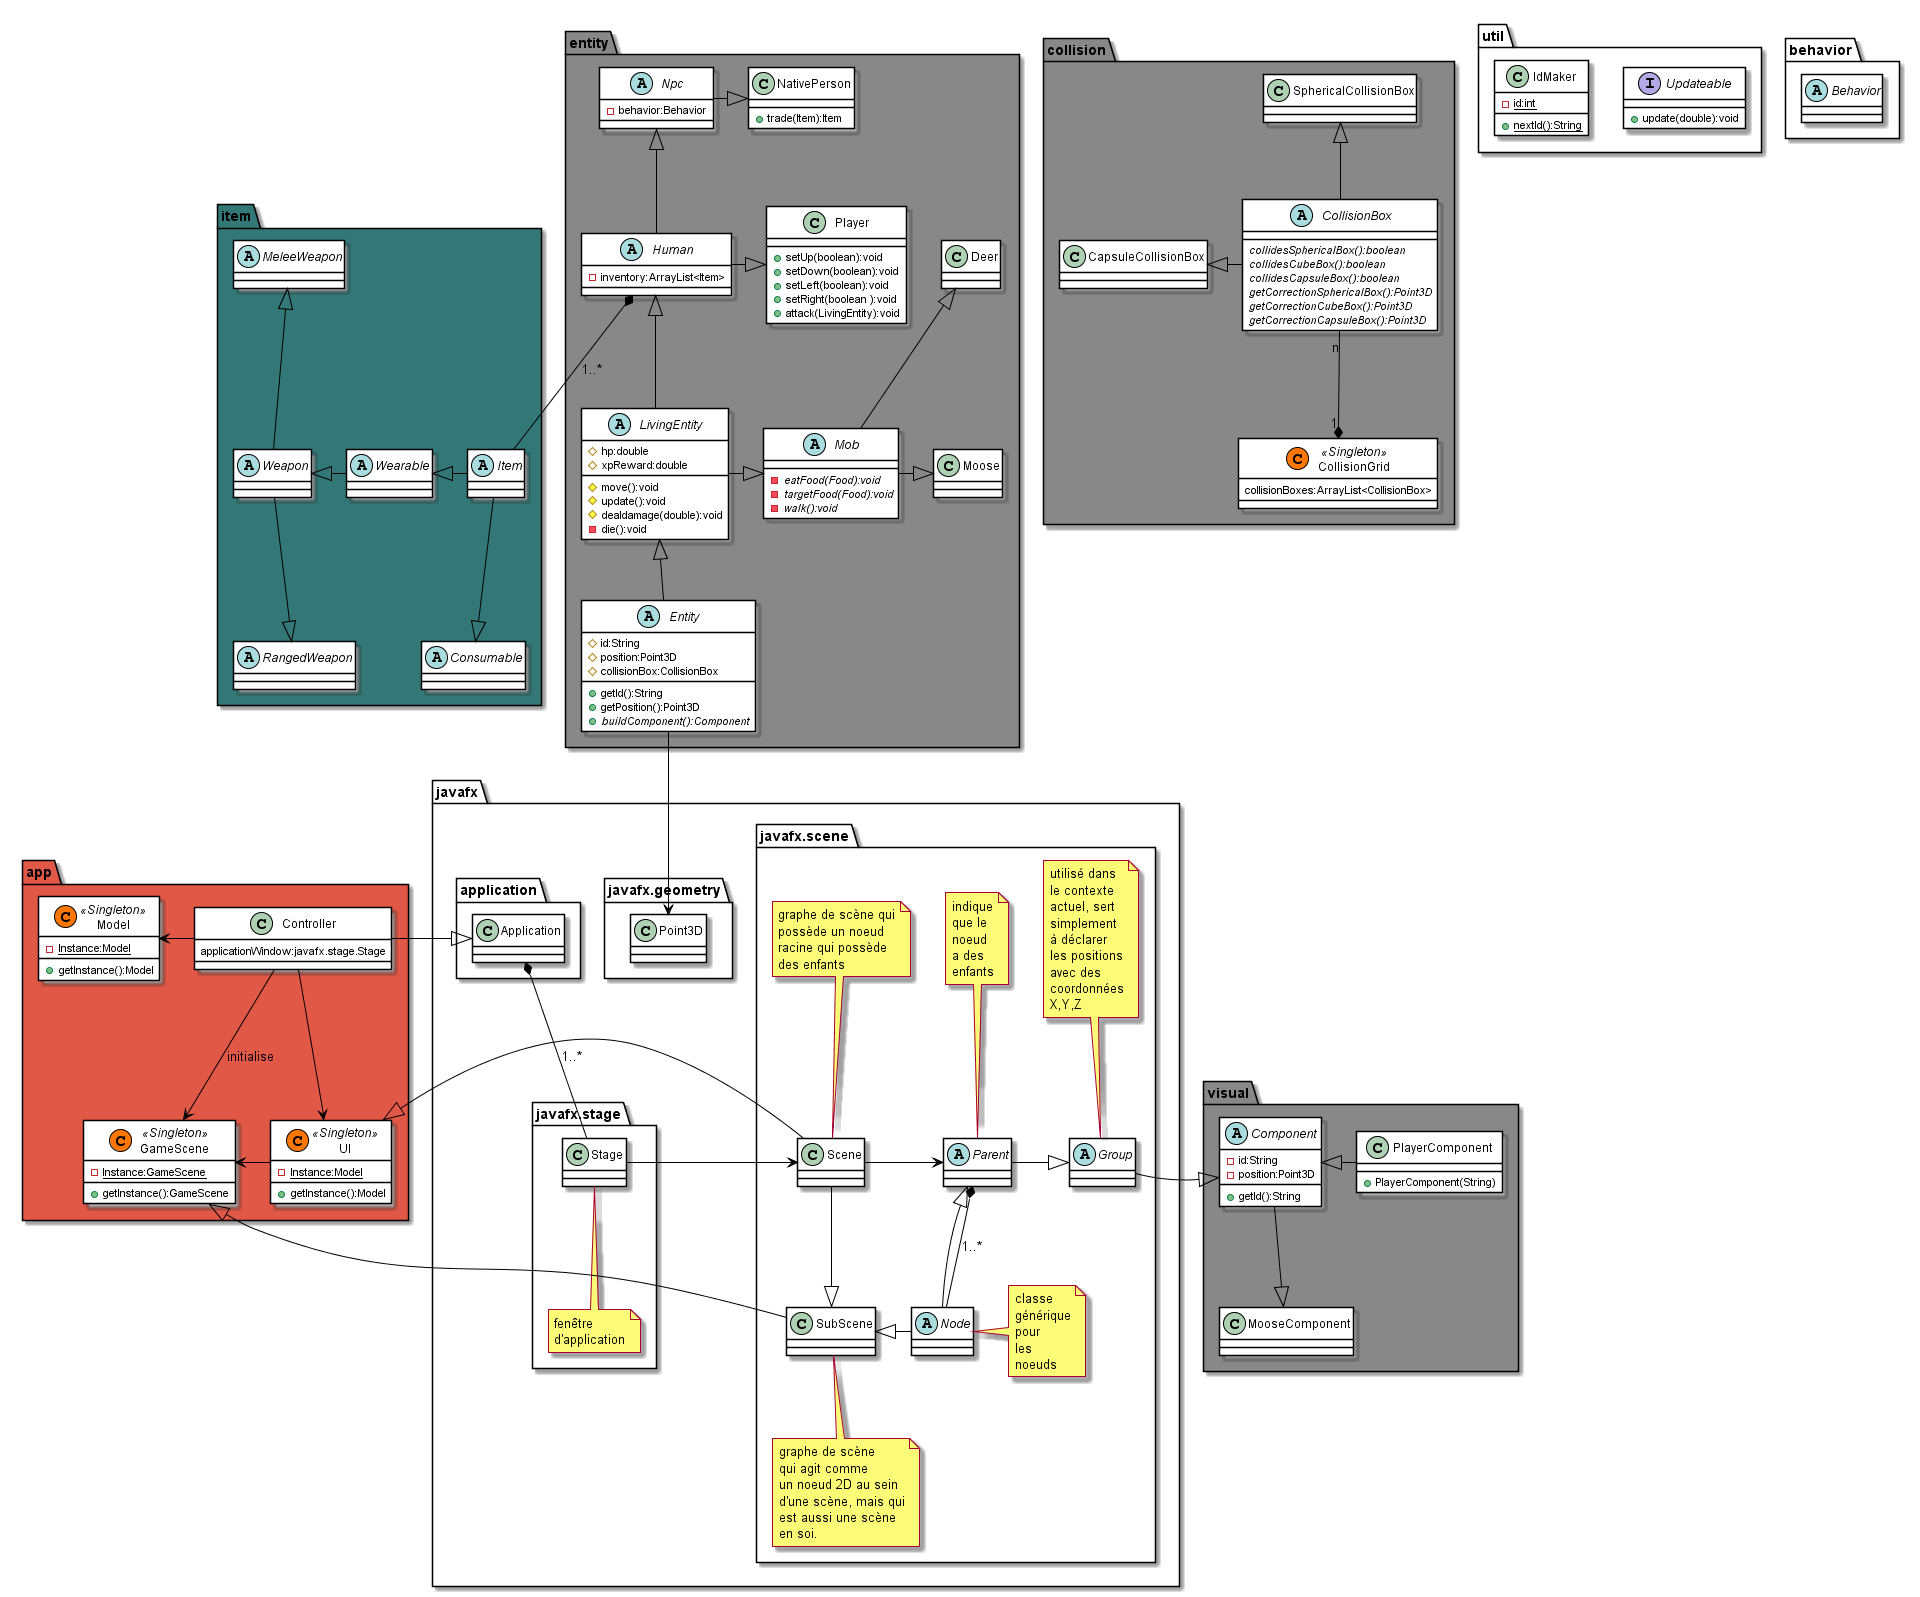 entity
A Npc
behavior:Behavior
C NativePerson
trade(Item):Item
A Human
inventory:ArrayList<Item>
C Player
setUp(boolean):void
setDown(boolean):void
setLeft(boolean):void
setRight(boolean ):void
attack(LivingEntity):void
C Deer
1..*
A LivingEntity
hp:double
xpReward:double
move():void
update():void
dealdamage(double):void
die():void
A Mob
eatFood(Food):void
targetFood(Food):void
walk():void
C Moose
A Entity
id:String
position:Point3D
collisionBox:CollisionBox
getId():String
getPosition():Point3D
buildComponent():Component
collision
C SphericalCollisionBox
C CapsuleCollisionBox
A CollisionBox
collidesSphericalBox():boolean
collidesCubeBox():boolean
collidesCapsuleBox():boolean
getCorrectionSphericalBox():Point3D
getCorrectionCubeBox():Point3D
getCorrectionCapsuleBox():Point3D
n
1
C «Singleton»
CollisionGrid
collisionBoxes:ArrayList<CollisionBox>
util
C IdMaker
id:int
nextId():String
I Updateable
update(double):void
behavior
A Behavior
item
A MeleeWeapon
A Weapon
A Wearable
A Item
A RangedWeapon
A Consumable
app
C «Singleton»
Model
Instance:Model
getInstance():Model
C Controller
applicationWindow:javafx.stage.Stage
initialise
C «Singleton»
GameScene
Instance:GameScene
getInstance():GameScene
C «Singleton»
UI
Instance:Model
getInstance():Model
javafx
application
C Application
1..*
javafx.geometry
C Point3D
javafx.stage
C Stage
fenêtre
d'application
javafx.scene
graphe de scène qui
possède un noeud
racine qui possède
des enfants
indique
que le
noeud
a des
enfants
utilisé dans
le contexte
actuel, sert
simplement
à déclarer
les positions
avec des
coordonnées
X,Y,Z
C Scene
A Parent
A Group
1..*
C SubScene
A Node
classe
générique
pour
les
noeuds
graphe de scène
qui agit comme
un noeud 2D au sein
d'une scène, mais qui
est aussi une scène
en soi.
visual
A Component
id:String
position:Point3D
getId():String
C PlayerComponent
PlayerComponent(String)
C MooseComponent